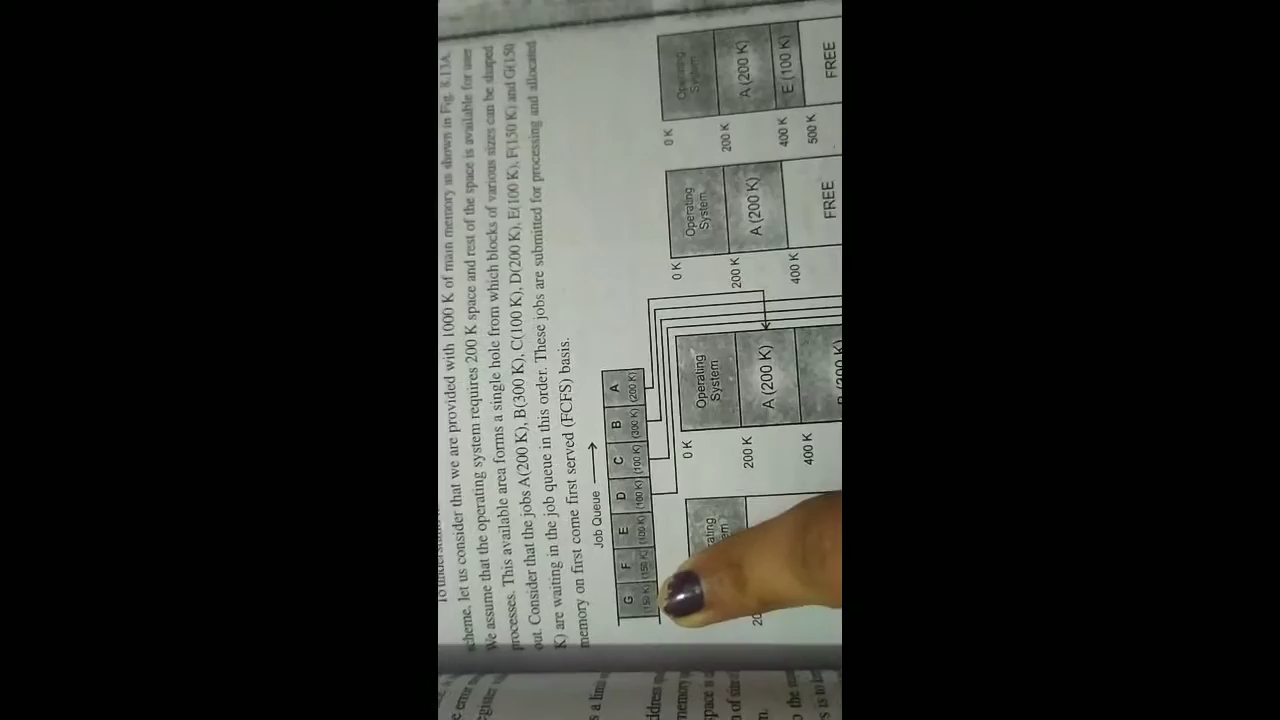 scheme, let us consider that we are provided with 1000 K of main memory as shown in Fig. 8.13A.
We assume that the operating system requires 200 K space and rest of the space is available for user
processes. This available area forms a single hole from which blocks of various sizes can be shaped
out. Consider that the jobs A(200 K), B(300 K), C(100 K), D(200 K), E(100 K), F(150 K) and G(150
K) are waiting in the job queue in this order. These jobs are submitted for processing and allocated
memory on first come first served (FCFS) basis.
Job Queue
G F E D C B A
(150 K) (150 K) (100 K) (100 K) (100 K) (300 K) (200 K)
0 K
Operating
System
200 K
A (200 K)
400 K
0 K
Operating
System
200 K
A (200 K)
400 K
FREE
0 K
Operating
System
200 K
A (200 K)
400 K
E (100 K)
500 K
FREE
s a
memory
space is
n of